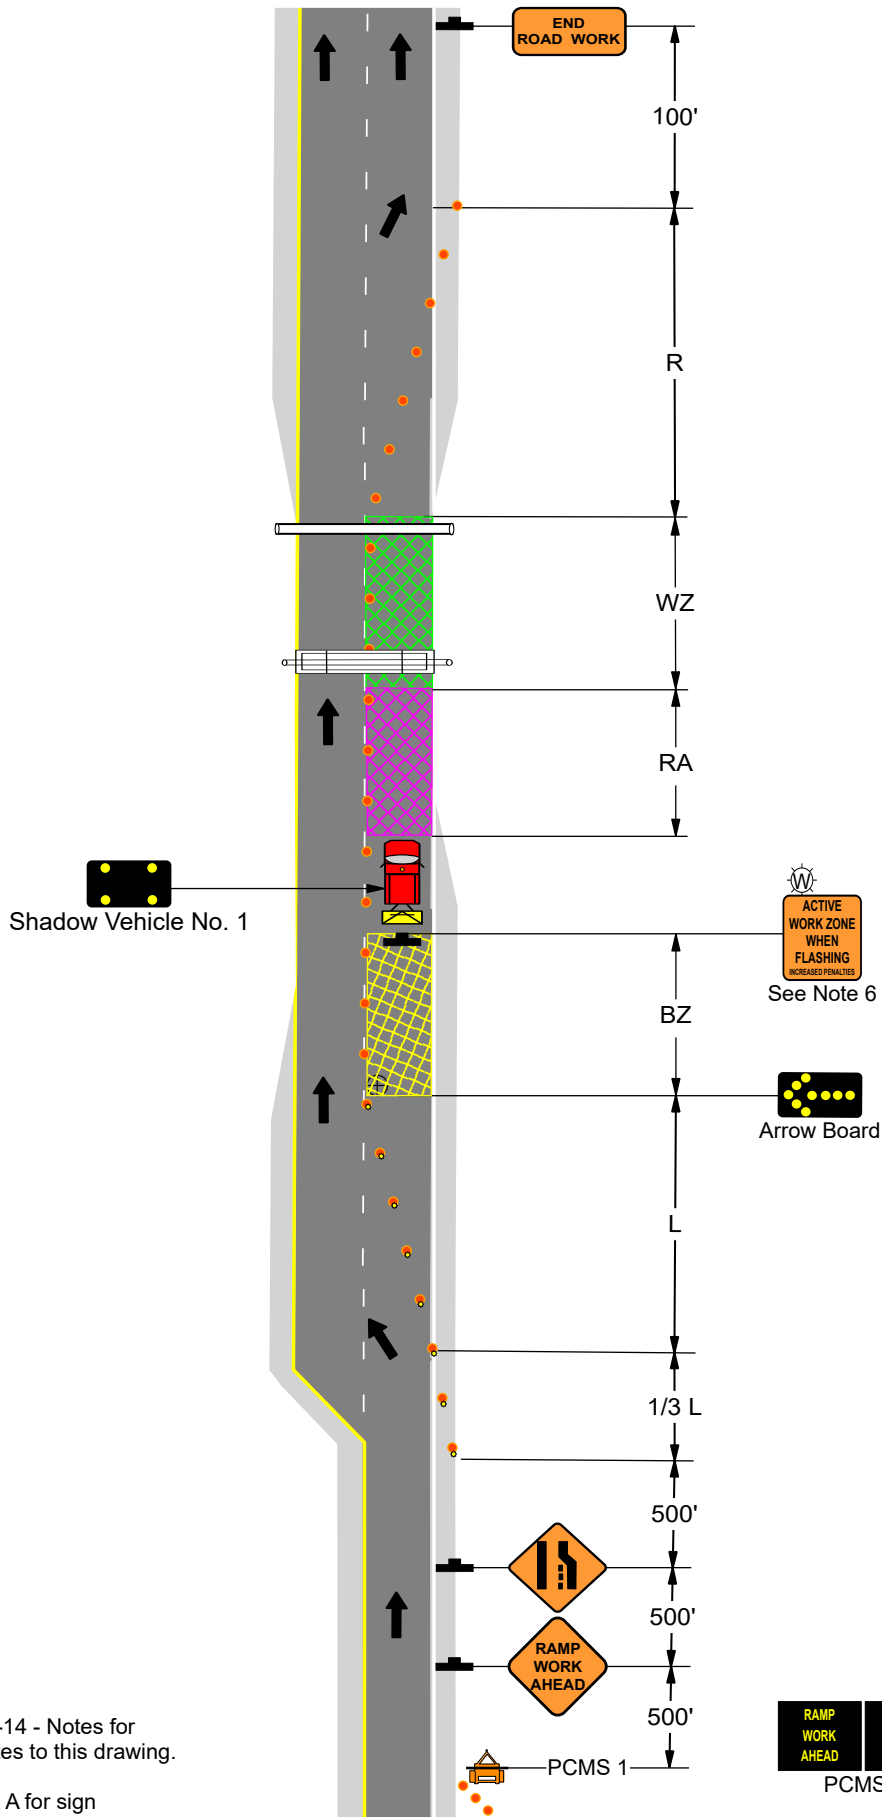 END
ROAD WORK
100'
R
WZ
RA
Shadow Vehicle No. 1
W
ACTIVE
WORK ZONE
WHEN
FLASHING
INCREASED PENALTIES
See Note 6
BZ
Arrow Board
L
1/3 L
500'
500'
RAMP
WORK
AHEAD
500'
-14 - Notes for
tes to this drawing.
RAMP
WORK
AHEAD
PCMS 1
PCMS
A for sign